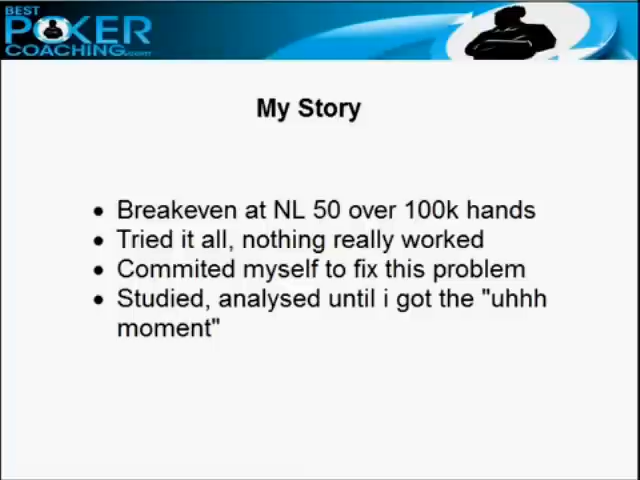 BEST
POKER
COACHING.com
My Story
• Breakeven at NL 50 over 100k hands
• Tried it all, nothing really worked
• Commited myself to fix this problem
• Studied, analysed until i got the "uhhh
moment"